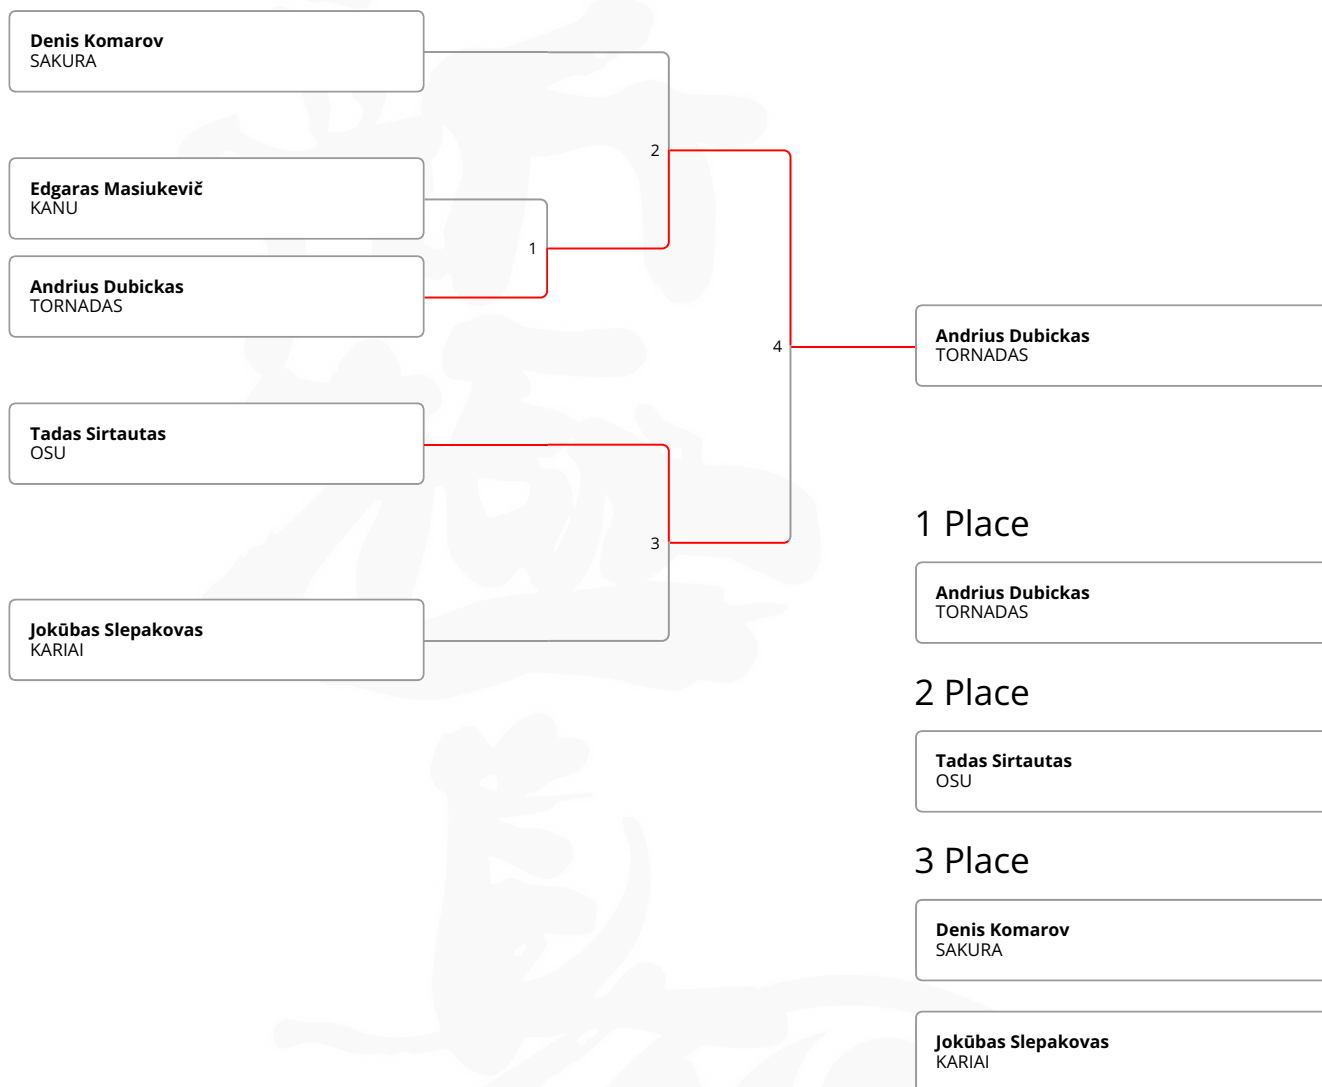 Denis Komarov
SAKURA
Edgaras Masiukevič
KANU
Andrius Dubickas
TORNADAS
Tadas Sirtautas
OSU
Jokūbas Slepakovas
KARIAI
1
2
3
4
Andrius Dubickas
TORNADAS
1 Place
Andrius Dubickas
TORNADAS
2 Place
Tadas Sirtautas
OSU
3 Place
Denis Komarov
SAKURA
Jokūbas Slepakovas
KARIAI